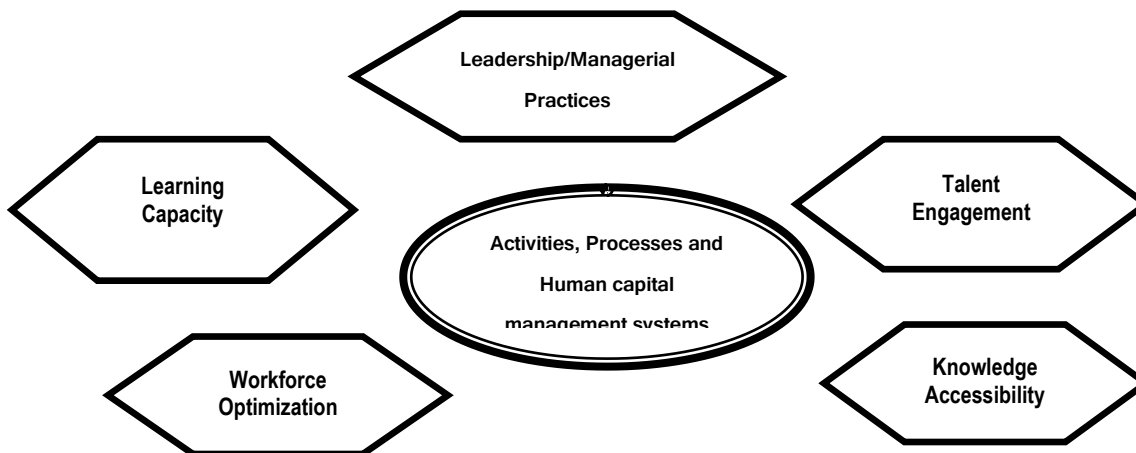 Leadership/Managerial
Practices
Learning
Capacity
Talent
Engagement
Activities, Processes and
Human capital
management systems
Workforce
Optimization
Knowledge
Accessibility